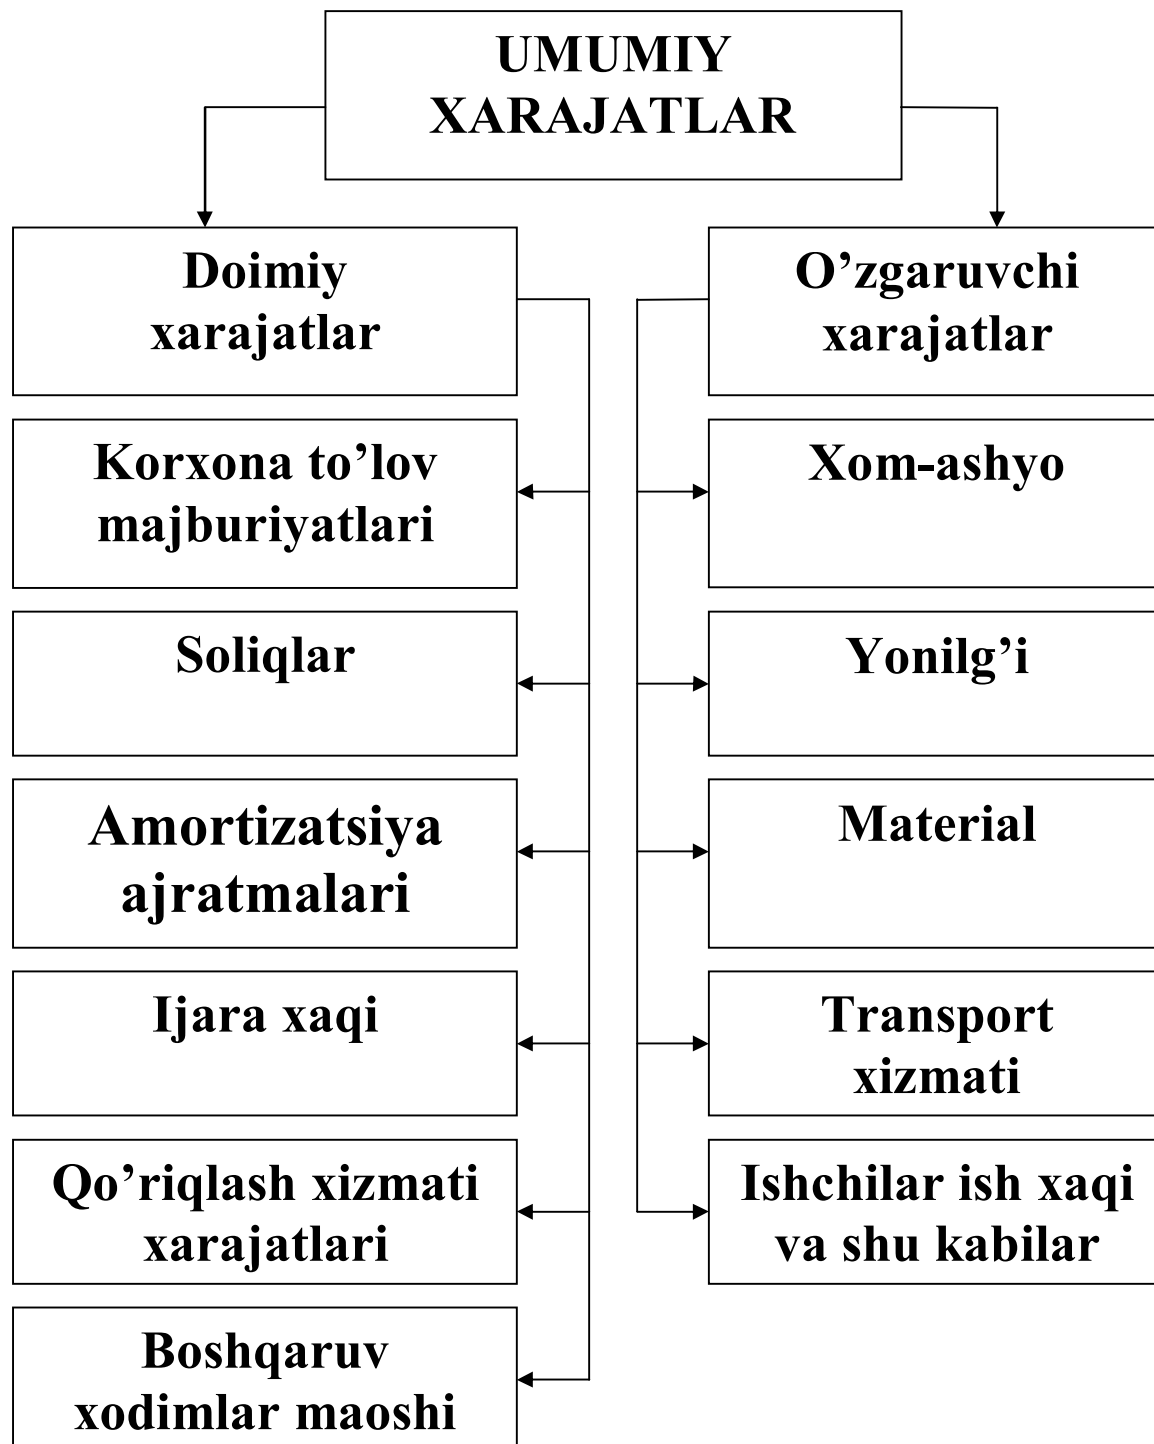 UMUMIY
XARAJATLAR
Doimiy
xarajatlar
O’zgaruvchi
xarajatlar
Korxona to’lov
majburiyatlari
Xom-ashyo
Soliqlar
Yonilg’i
Amortizatsiya
ajratmalari
Material
Ijara xaqi
Transport
xizmati
Qo’riqlash xizmati
xarajatlari
Ishchilar ish xaqi
va shu kabilar
Boshqaruv
xodimlar maoshi